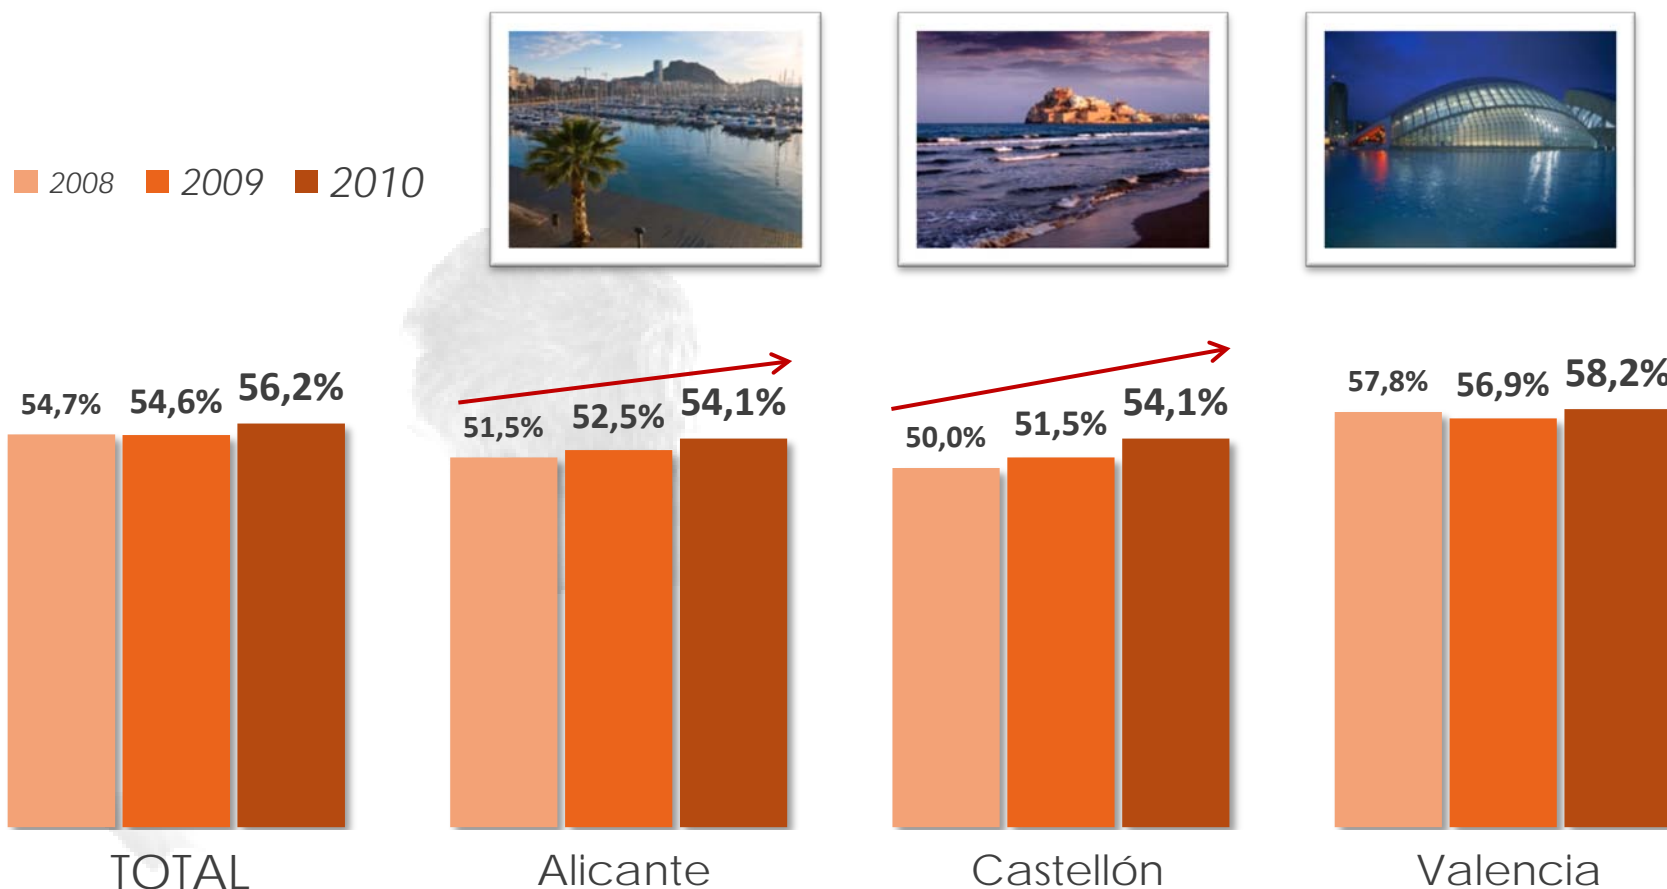 2008 2009 2010
54,7% 54,6% 56,2%
51,5% 52,5% 54,1%
50,0% 51,5% 54,1%
57,8% 56,9% 58,2%
TOTAL Alicante Castellón Valencia